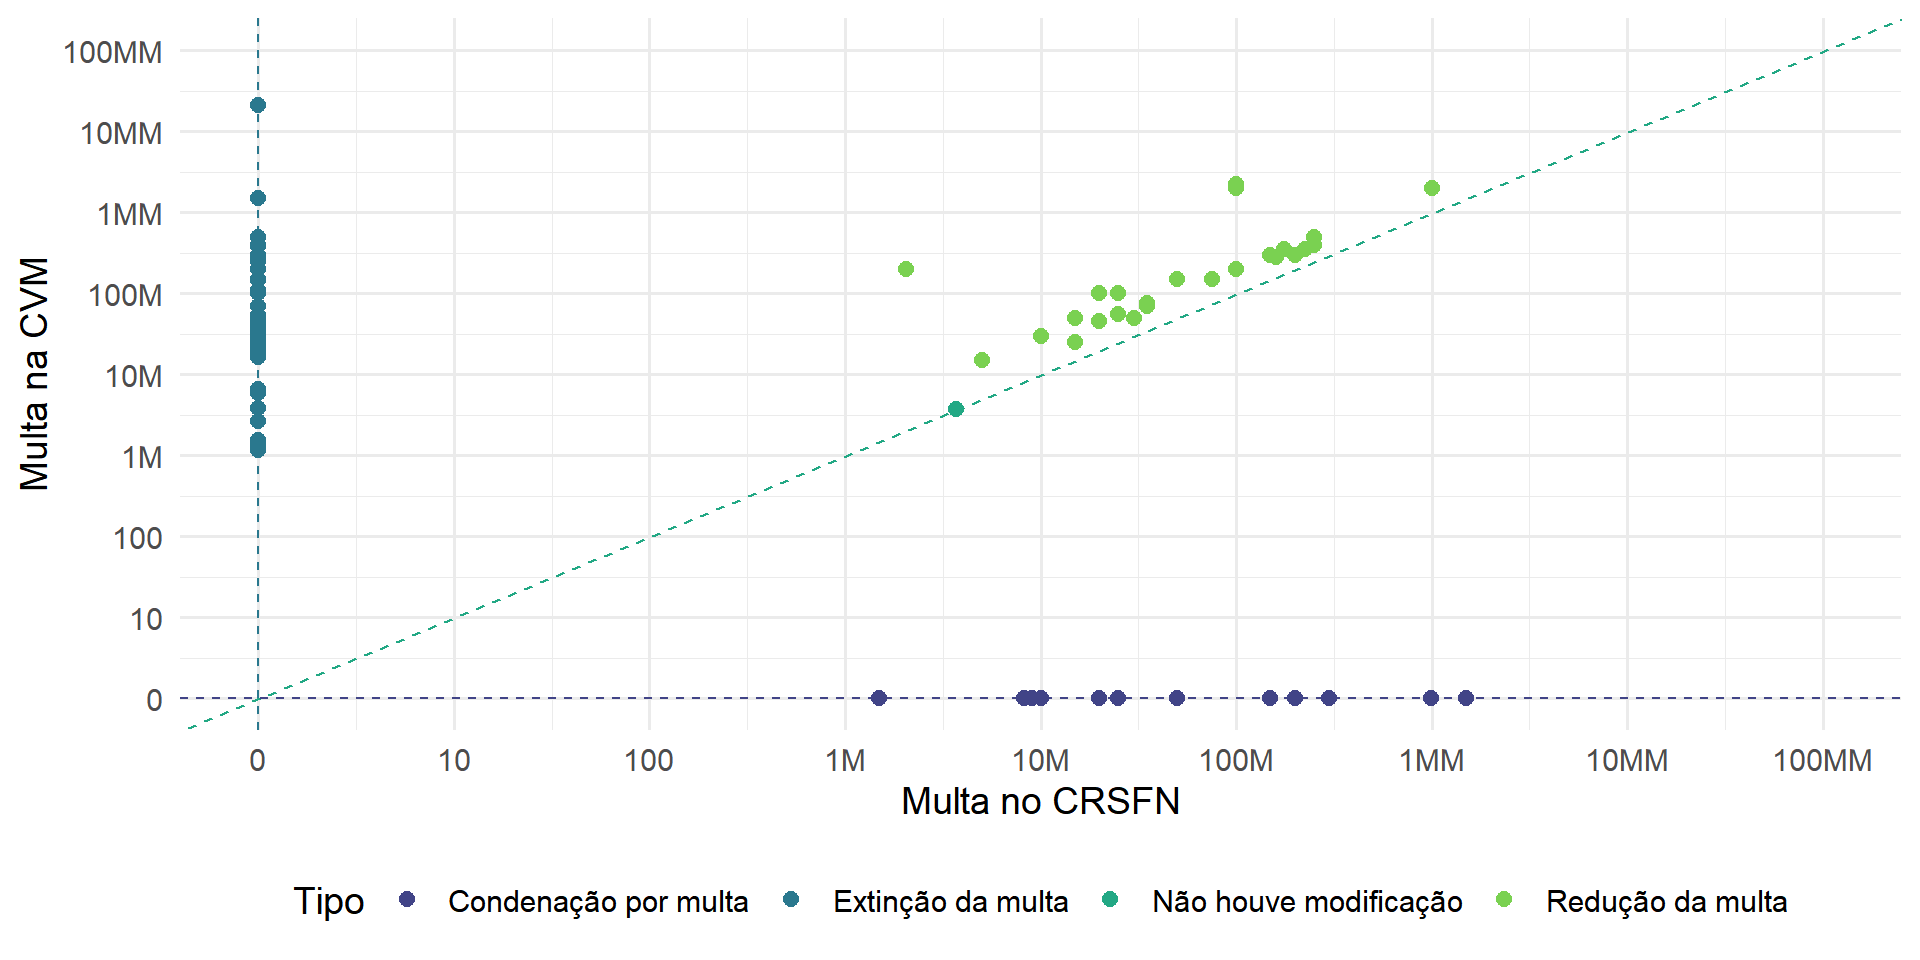 Multa na CVM
100MM
10MM
1MM
100M
10M
1M
100
10
0
0 10 100 1M 10M 100M 1MM 10MM 100MM
Multa no CRSFN
Tipo Condenação por multa Extinção da multa Não houve modificação Redução da multa